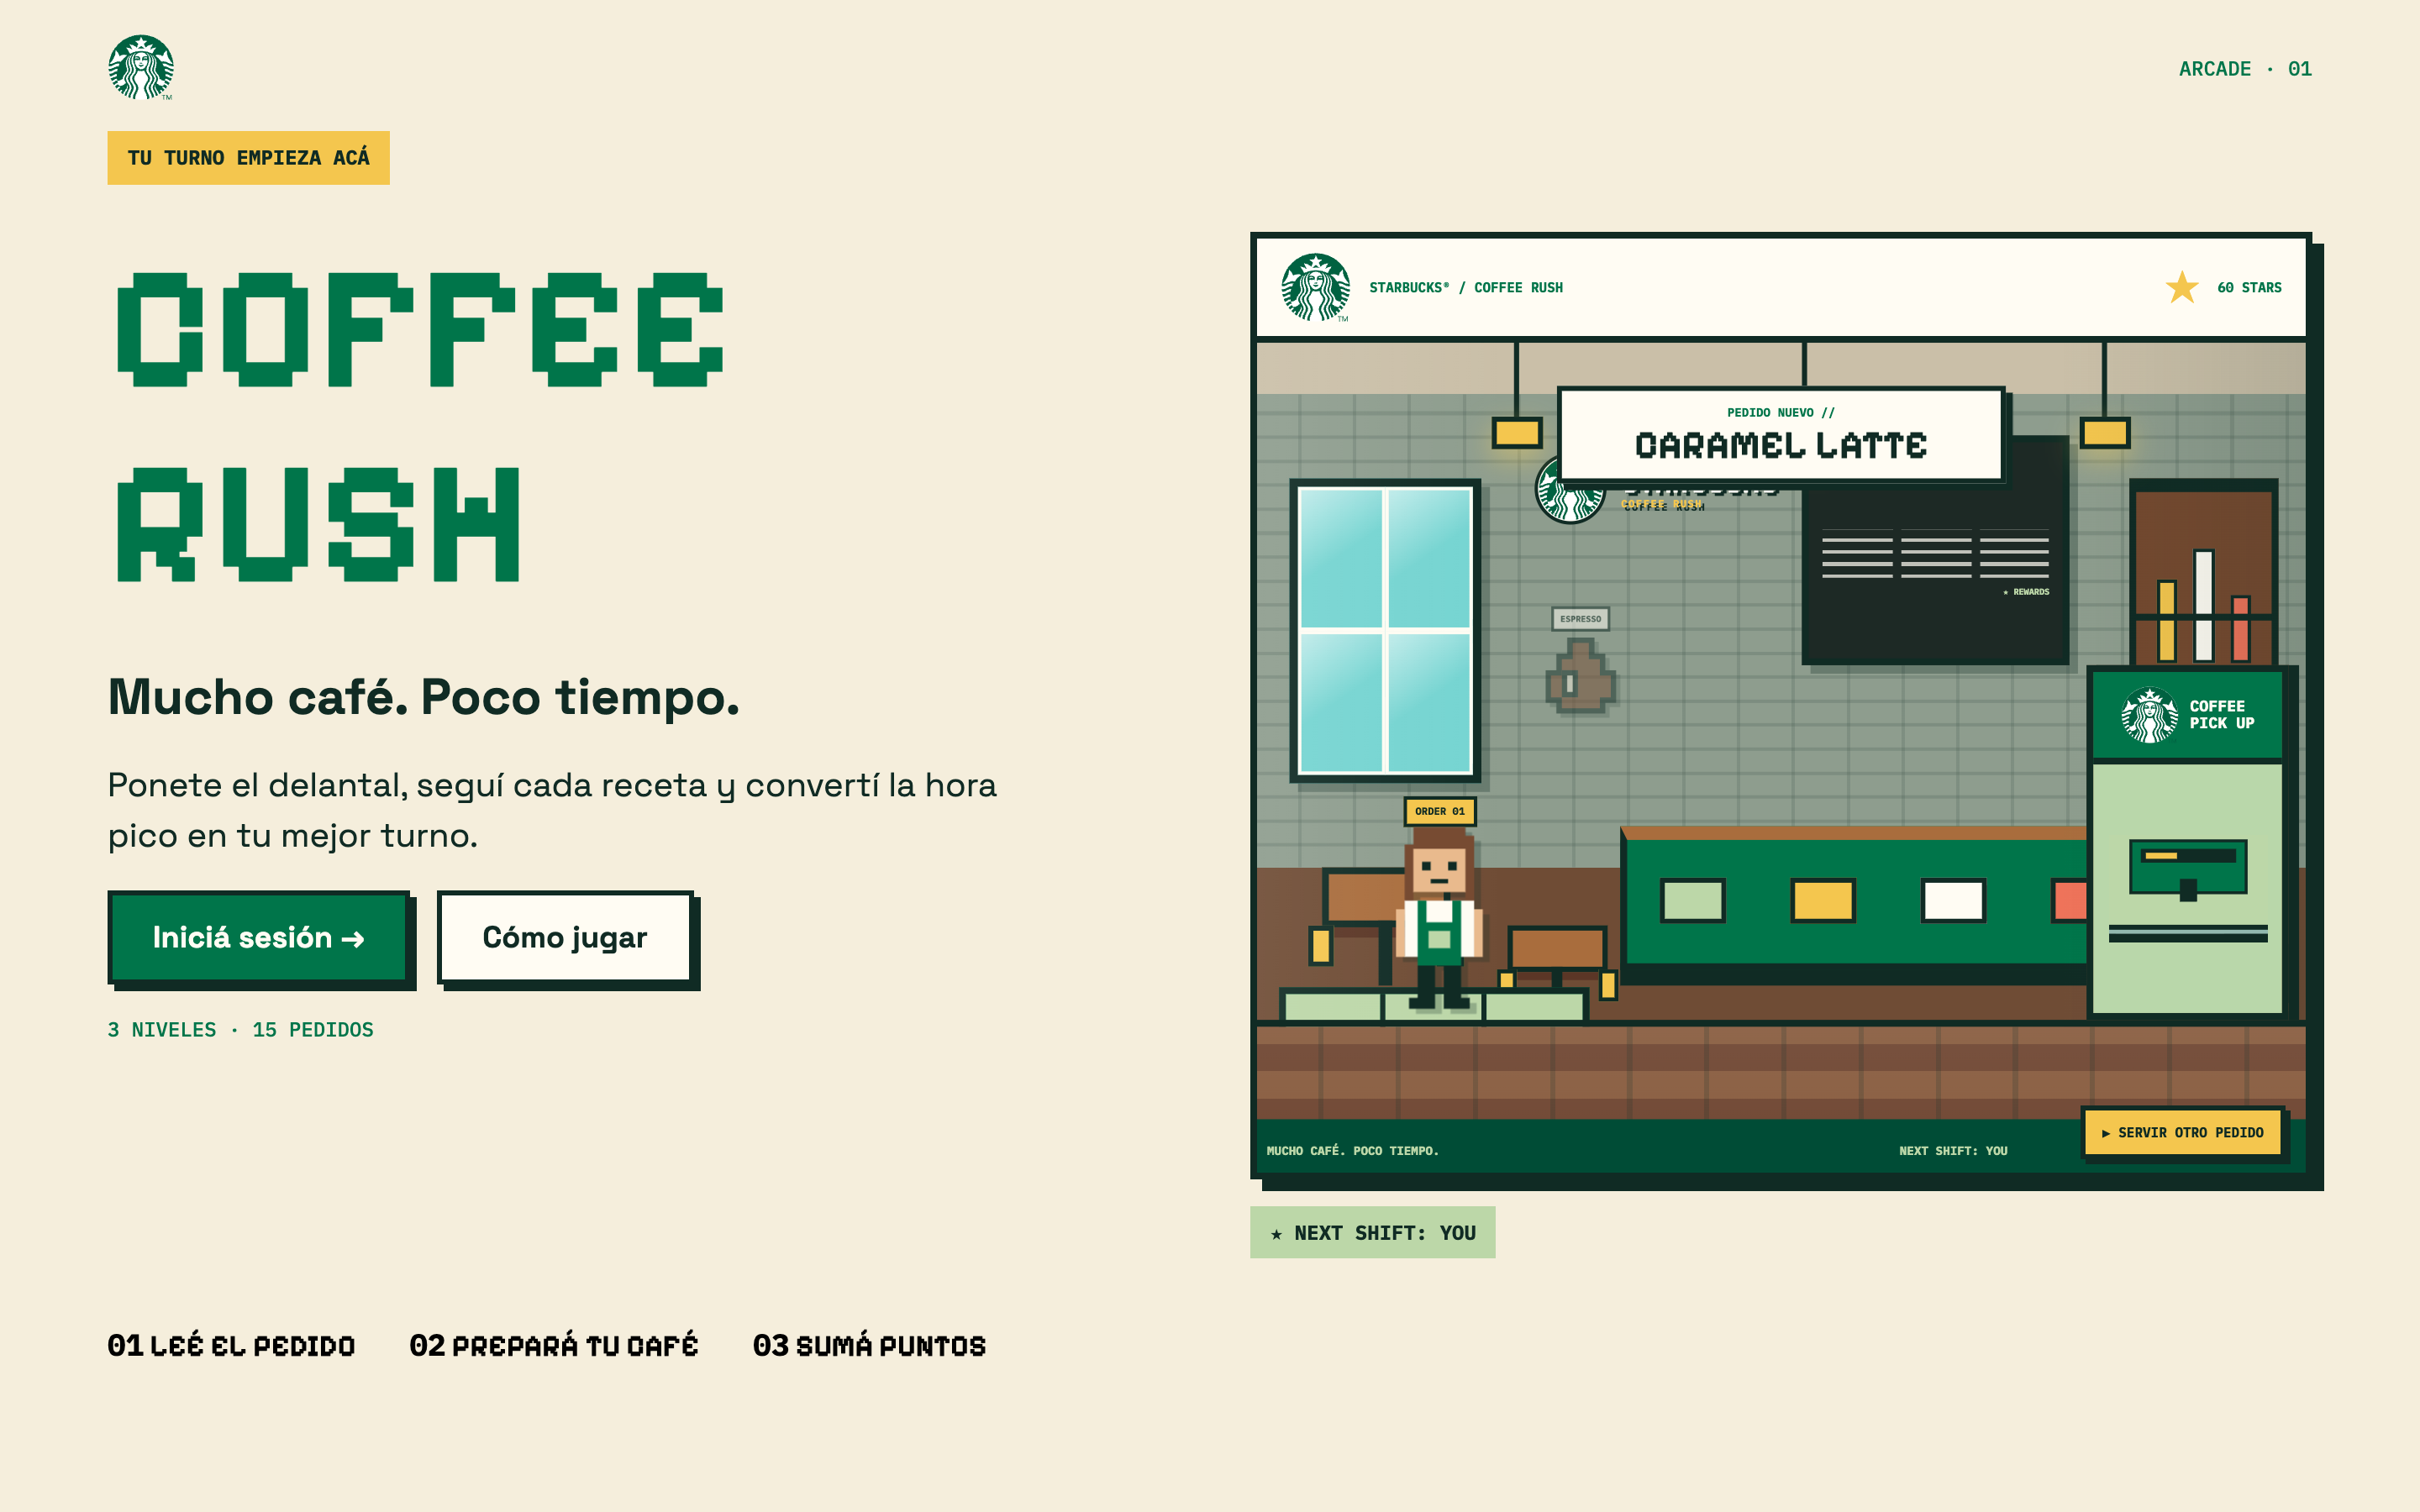 TM
ARCADE · 01
TU TURNO EMPIEZA ACÁ
COFFEE
RUSH
Mucho café. Poco tiempo.
Ponete el delantal, seguí cada receta y convertí la hora
pico en tu mejor turno.
Iniciá sesión →
Cómo jugar
3 NIVELES · 15 PEDIDOS
TM
STARBUCKS® / COFFEE RUSH
★ 60 STARS
PEDIDO NUEVO //
CARAMEL LATTE
COFFEE RUSH
★ REWARDS
ESPRESSO
COFFEE
PICK UP
ORDER 01
MUCHO CAFÉ. POCO TIEMPO.
NEXT SHIFT: YOU
▶ SERVIR OTRO PEDIDO
★ NEXT SHIFT: YOU
01 LEÉ EL PEDIDO
02 PREPARÁ TU CAFÉ
03 SUMÁ PUNTOS